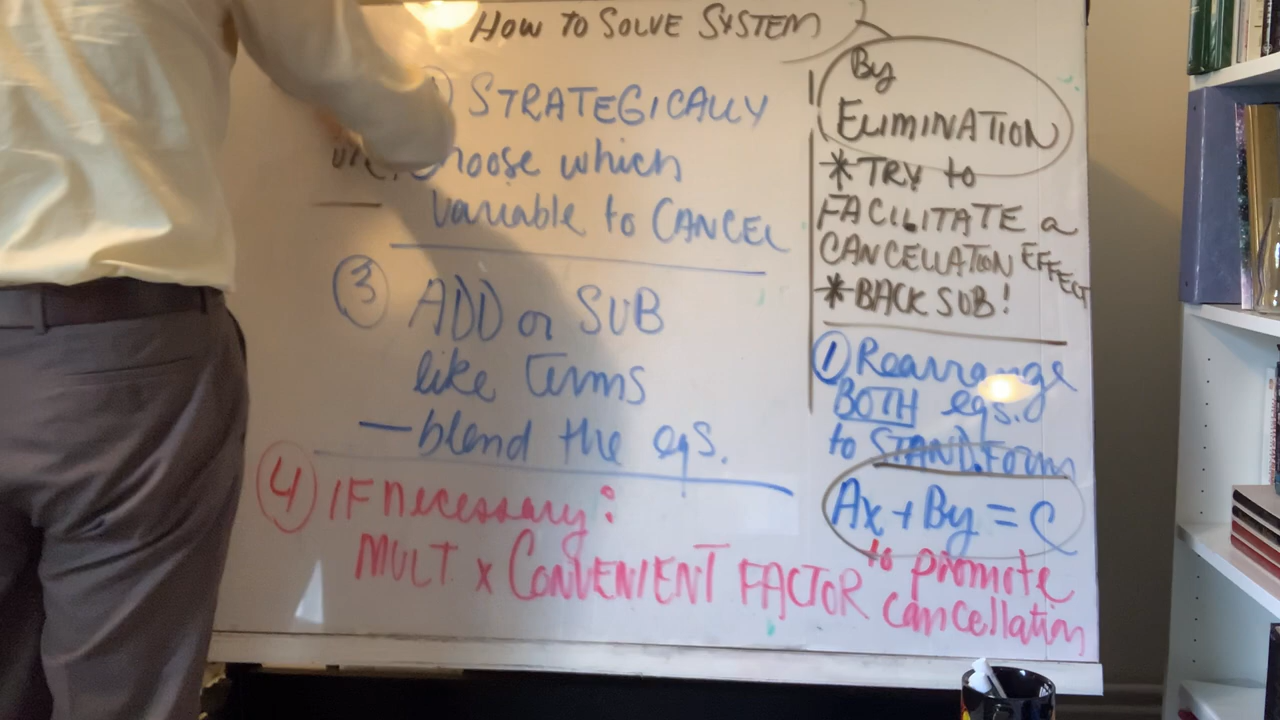 How to SOLVE SYSTEM
STRATEGICALLY
hoose which
variable to CANCEL
3 ADD or SUB
like terms
—blend the eqs.
4 IF necessary:
MULT x CONVENIENT FACTOR to promote
cancellation
By
ELIMINATION
* TRY to
FACILITATE a
CANCELLATION EFFECT
* BACK SUB!
1 Rearrange
BOTH eqs.
to STAND. Form
Ax + By = C